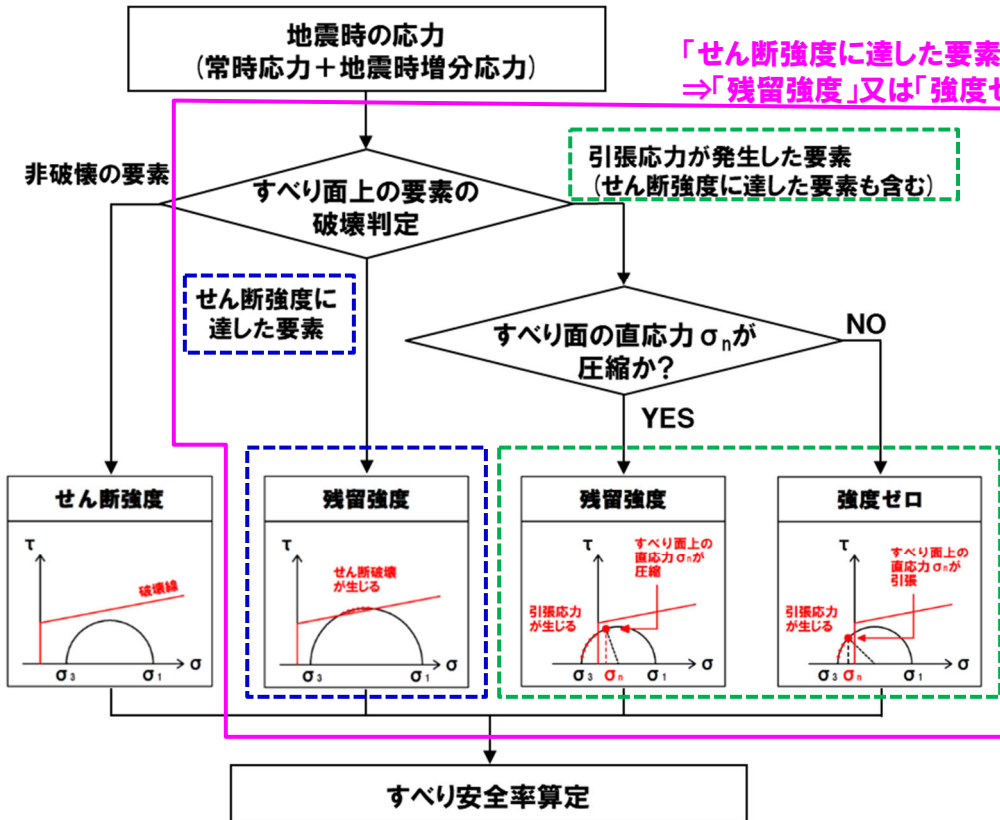 地震時の応力
(常時応力+地震時増分応力)
「せん断強度に達した要素
⇒「残留強度」又は「強度ゼ
非破壊の要素
すべり面上の要素の
破壊判定
引張応力が発生した要素
(せん断強度に達した要素も含む)
せん断強度に
達した要素
すべり面の直応力σnが
圧縮か?
NO
YES
せん断強度
τ
破壊線
σ3
σ1
σ
残留強度
τ
せん断破壊
が生じる
σ3
σ1
σ
残留強度
τ
すべり面上の
直応力σnが
圧縮
引張応力
が生じる
σ3
σn
σ1
σ
強度ゼロ
τ
すべり面上の
直応力σnが
引張
引張応力
が生じる
σ3
σn
σ1
σ
すべり安全率算定